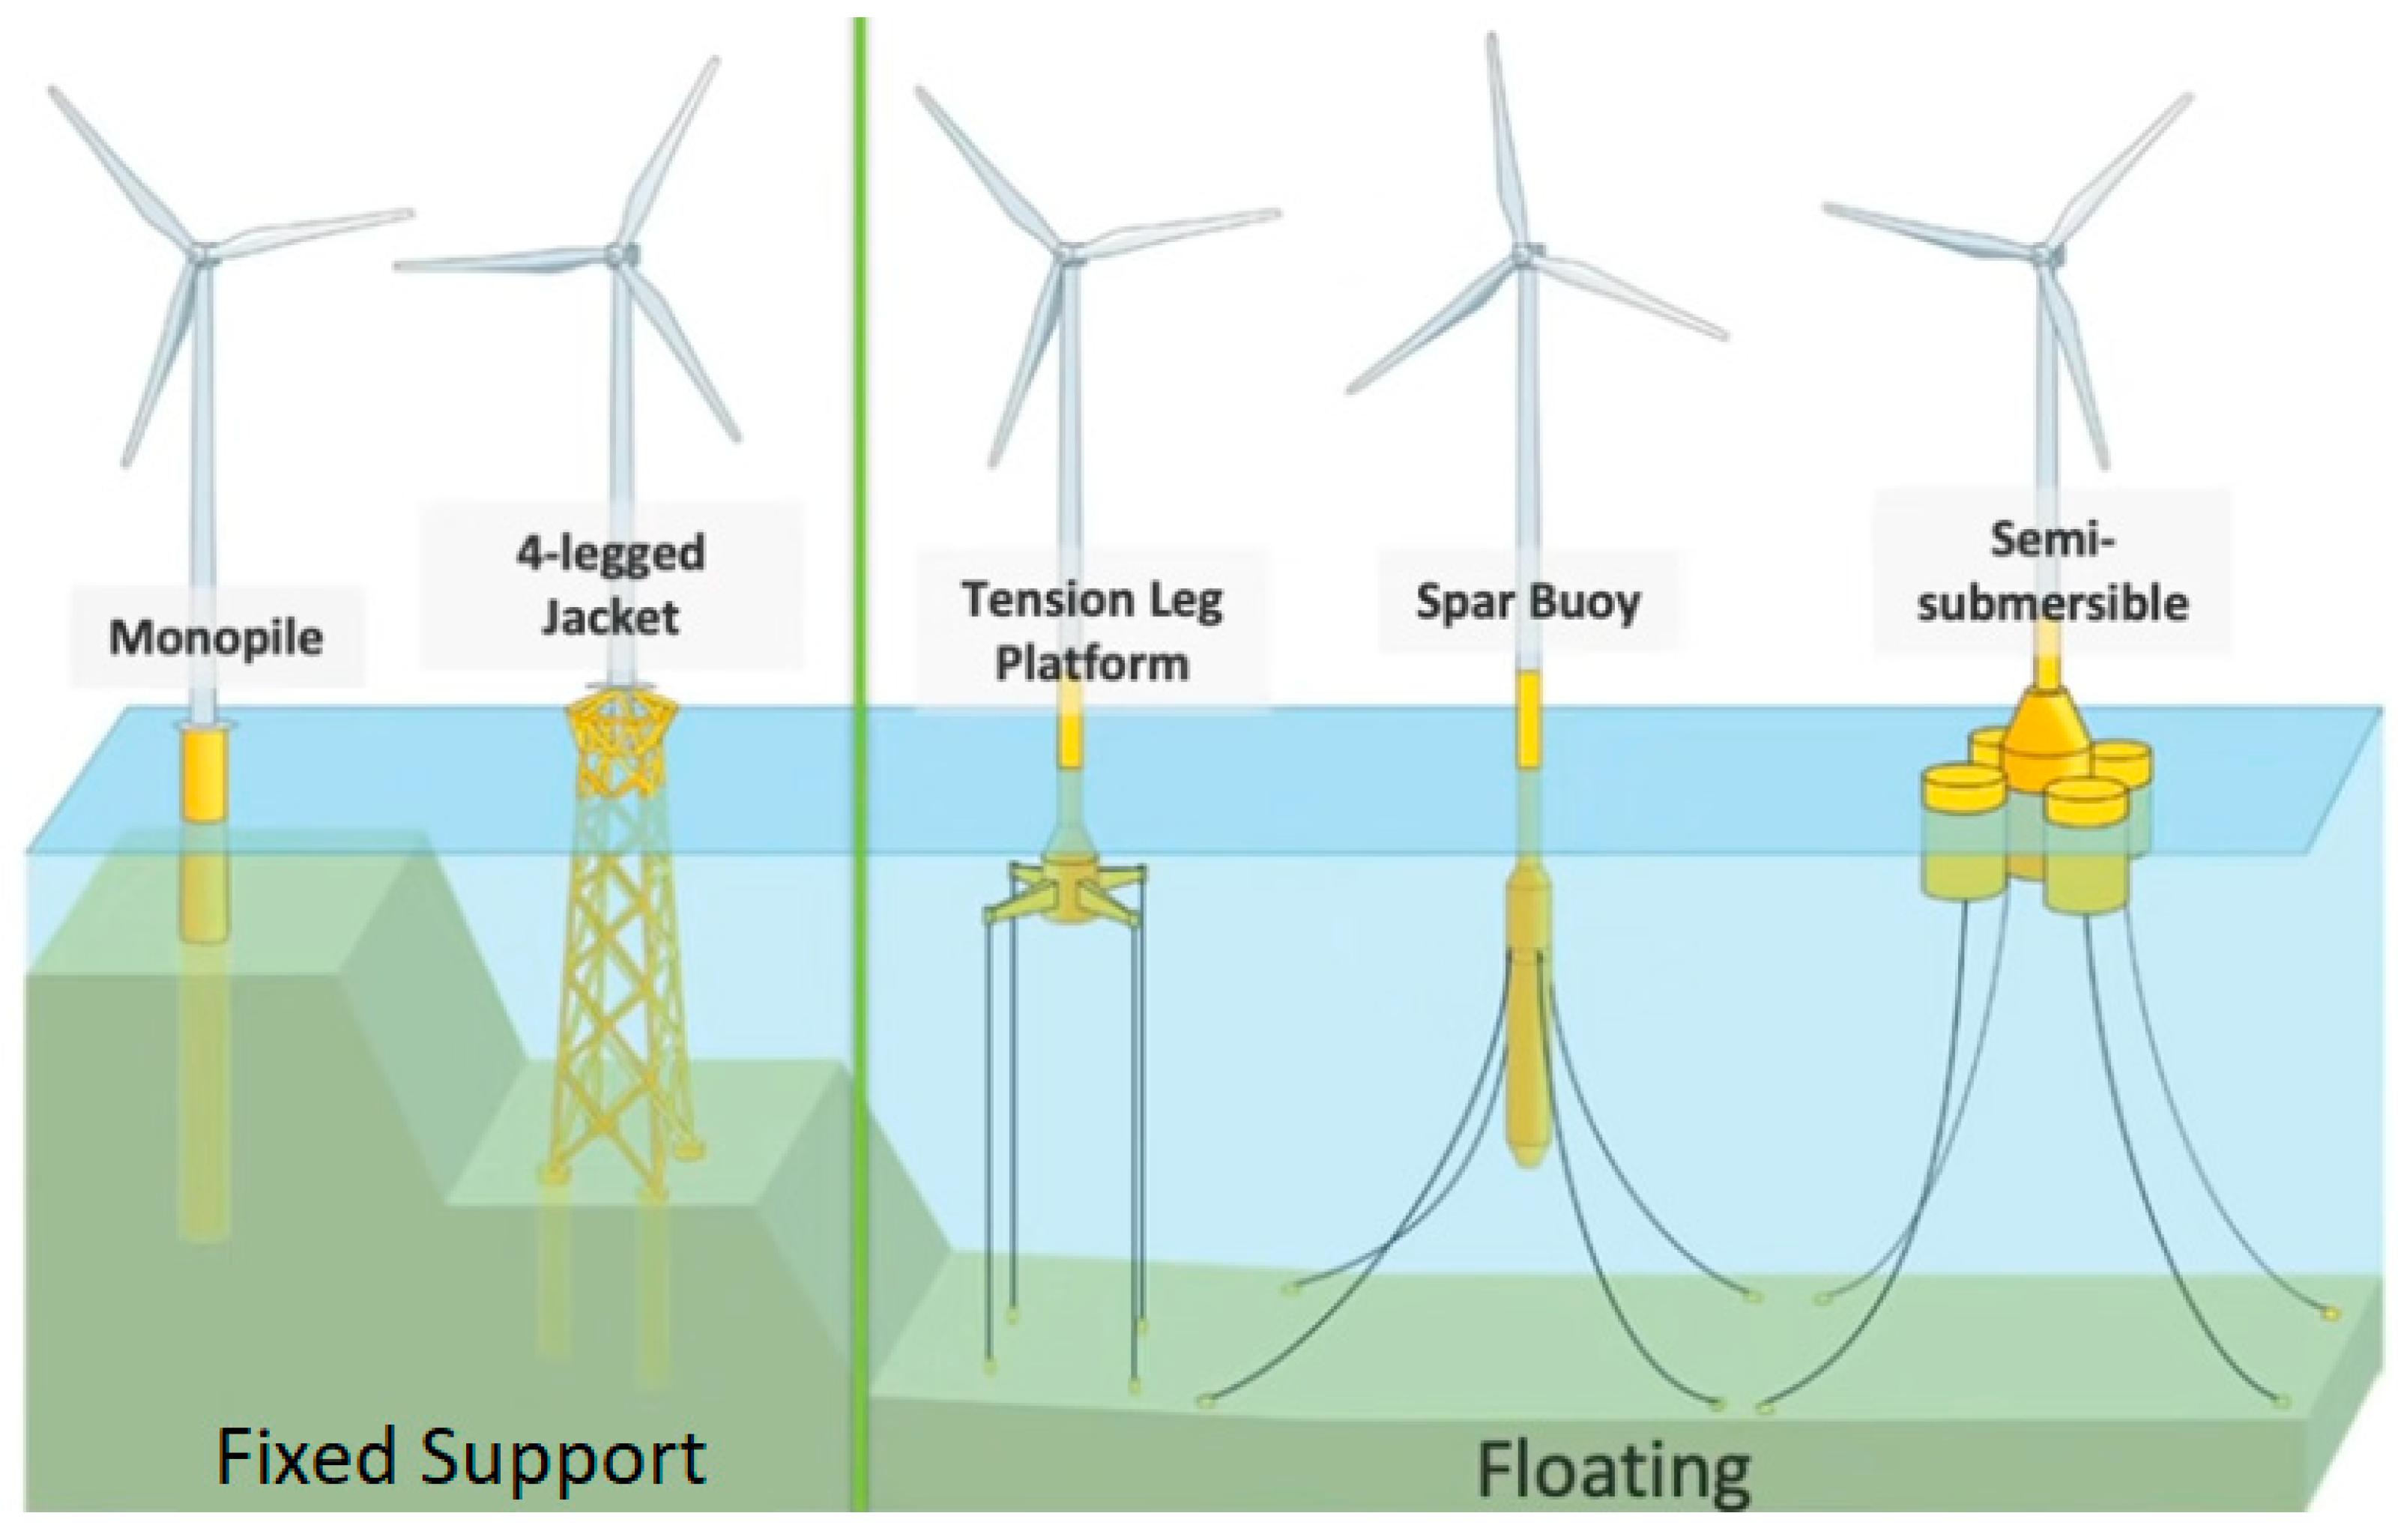 Monopile
4-legged
Jacket
Tension Leg
Platform
Spar Buoy
Semi-
submersible
Fixed Support
Floating